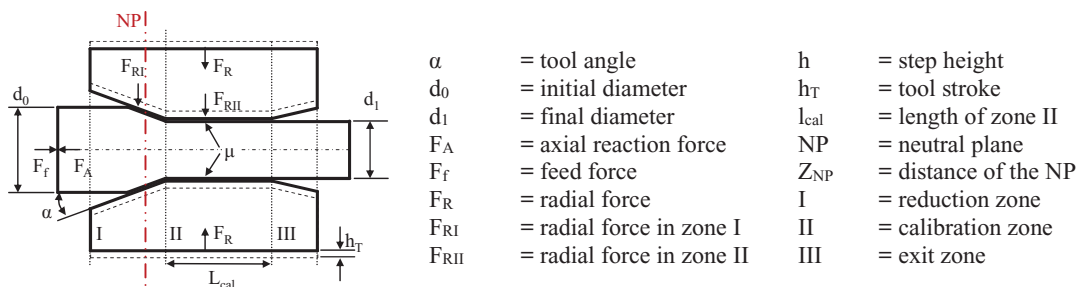 NP
F_RI
F_R
F_RII
d_0
d_1
μ
F_f
F_A
α
I
II
III
F_R
h_T
L_cal
α = tool angle
d_0 = initial diameter
d_1 = final diameter
F_A = axial reaction force
F_f = feed force
F_R = radial force
F_RI = radial force in zone I
F_RII = radial force in zone II
h = step height
h_T = tool stroke
l_cal = length of zone II
NP = neutral plane
Z_NP = distance of the NP
I = reduction zone
II = calibration zone
III = exit zone